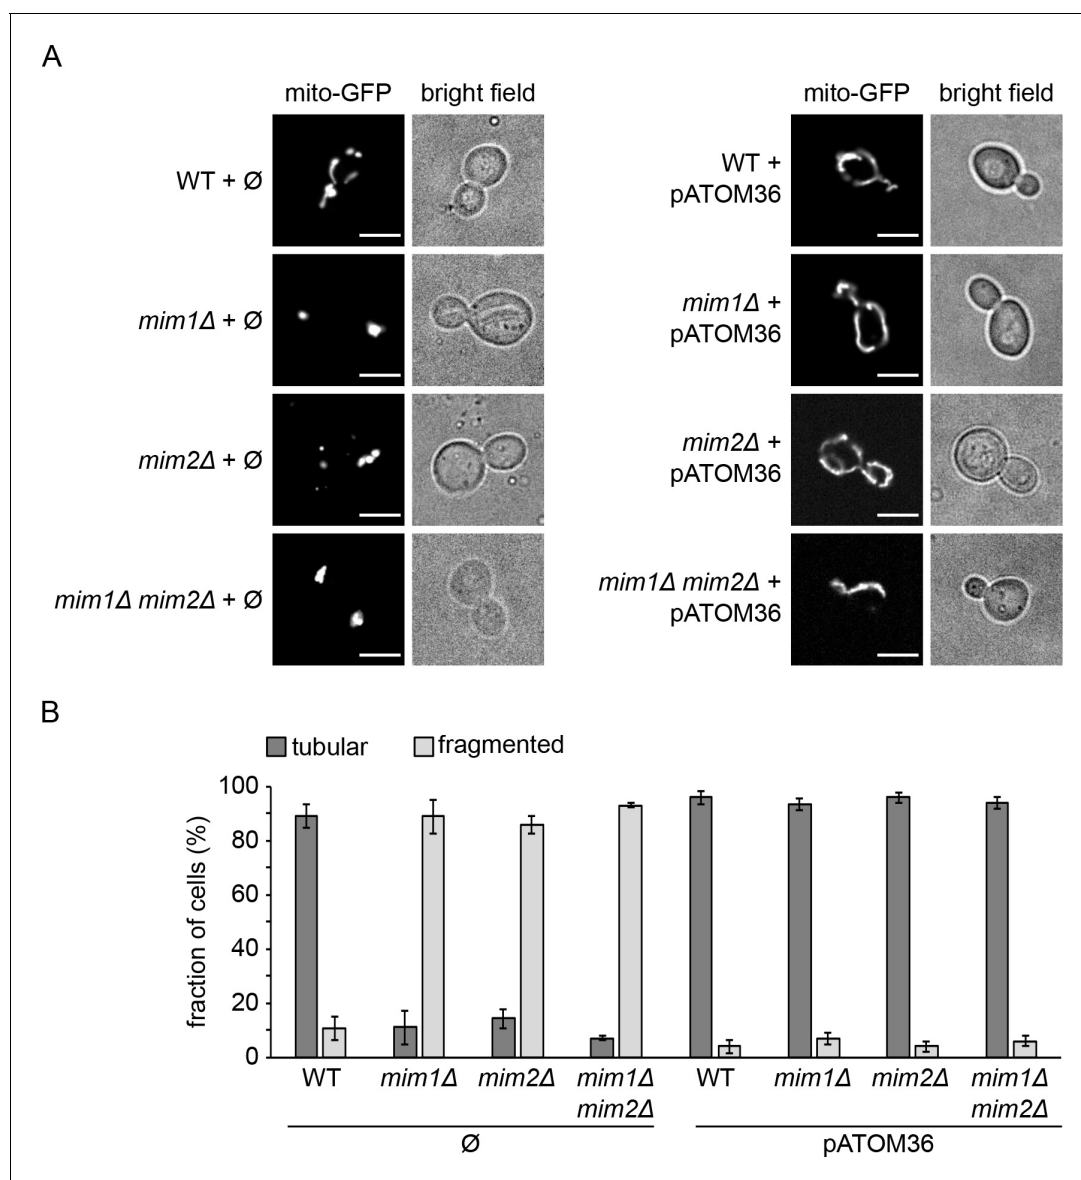 A
mito-GFP bright field
WT + Ø
mim1Δ + Ø
mim2Δ + Ø
mim1Δ mim2Δ + Ø
mito-GFP bright field
WT +
pATOM36
mim1Δ +
pATOM36
mim2Δ +
pATOM36
mim1Δ mim2Δ +
pATOM36
B
tubular fragmented
fraction of cells (%)
100
80
60
40
20
0
WT mim1Δ mim2Δ mim1Δ WT mim1Δ mim2Δ mim1Δ
mim2Δ mim2Δ
Ø pATOM36